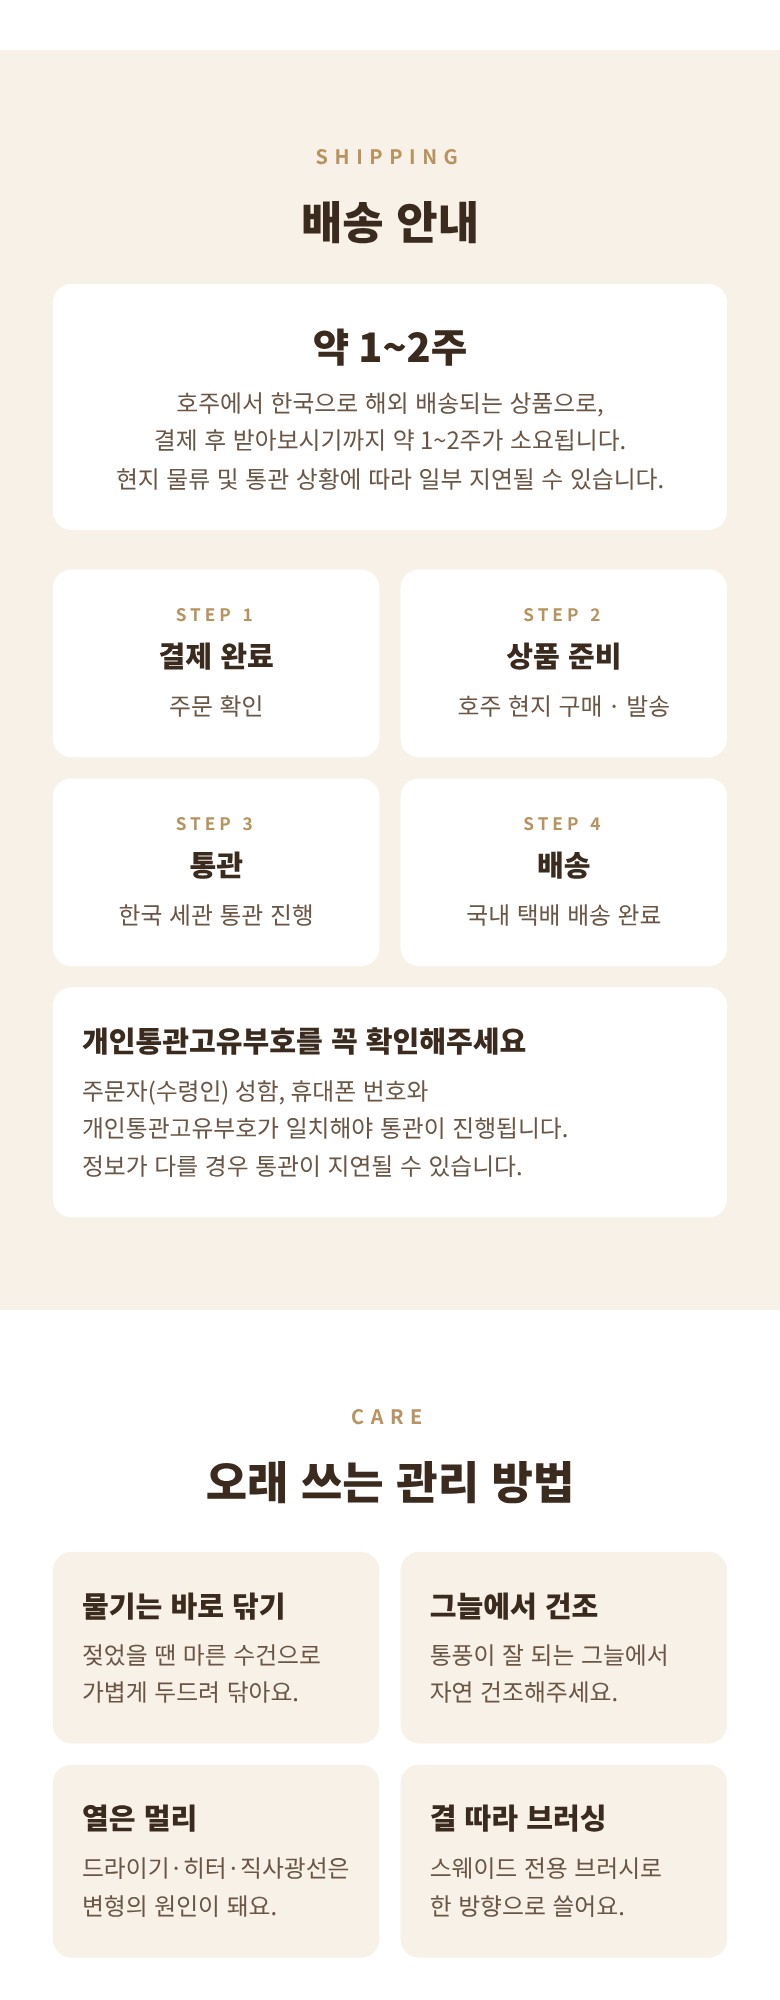 SHIPPING
배송 안내
약 1~2주
호주에서 한국으로 해외 배송되는 상품으로,
결제 후 받아보시기까지 약 1~2주가 소요됩니다.
현지 물류 및 통관 상황에 따라 일부 지연될 수 있습니다.
STEP 1
결제 완료
주문 확인
STEP 2
상품 준비
호주 현지 구매 · 발송
STEP 3
통관
한국 세관 통관 진행
STEP 4
배송
국내 택배 배송 완료
개인통관고유부호를 꼭 확인해주세요
주문자(수령인) 성함, 휴대폰 번호와
개인통관고유부호가 일치해야 통관이 진행됩니다.
정보가 다를 경우 통관이 지연될 수 있습니다.
CARE
오래 쓰는 관리 방법
물기는 바로 닦기
젖었을 땐 마른 수건으로
가볍게 두드려 닦아요.
그늘에서 건조
통풍이 잘 되는 그늘에서
자연 건조해주세요.
열은 멀리
드라이기·히터·직사광선은
변형의 원인이 돼요.
결 따라 브러싱
스웨이드 전용 브러시로
한 방향으로 쓸어요.